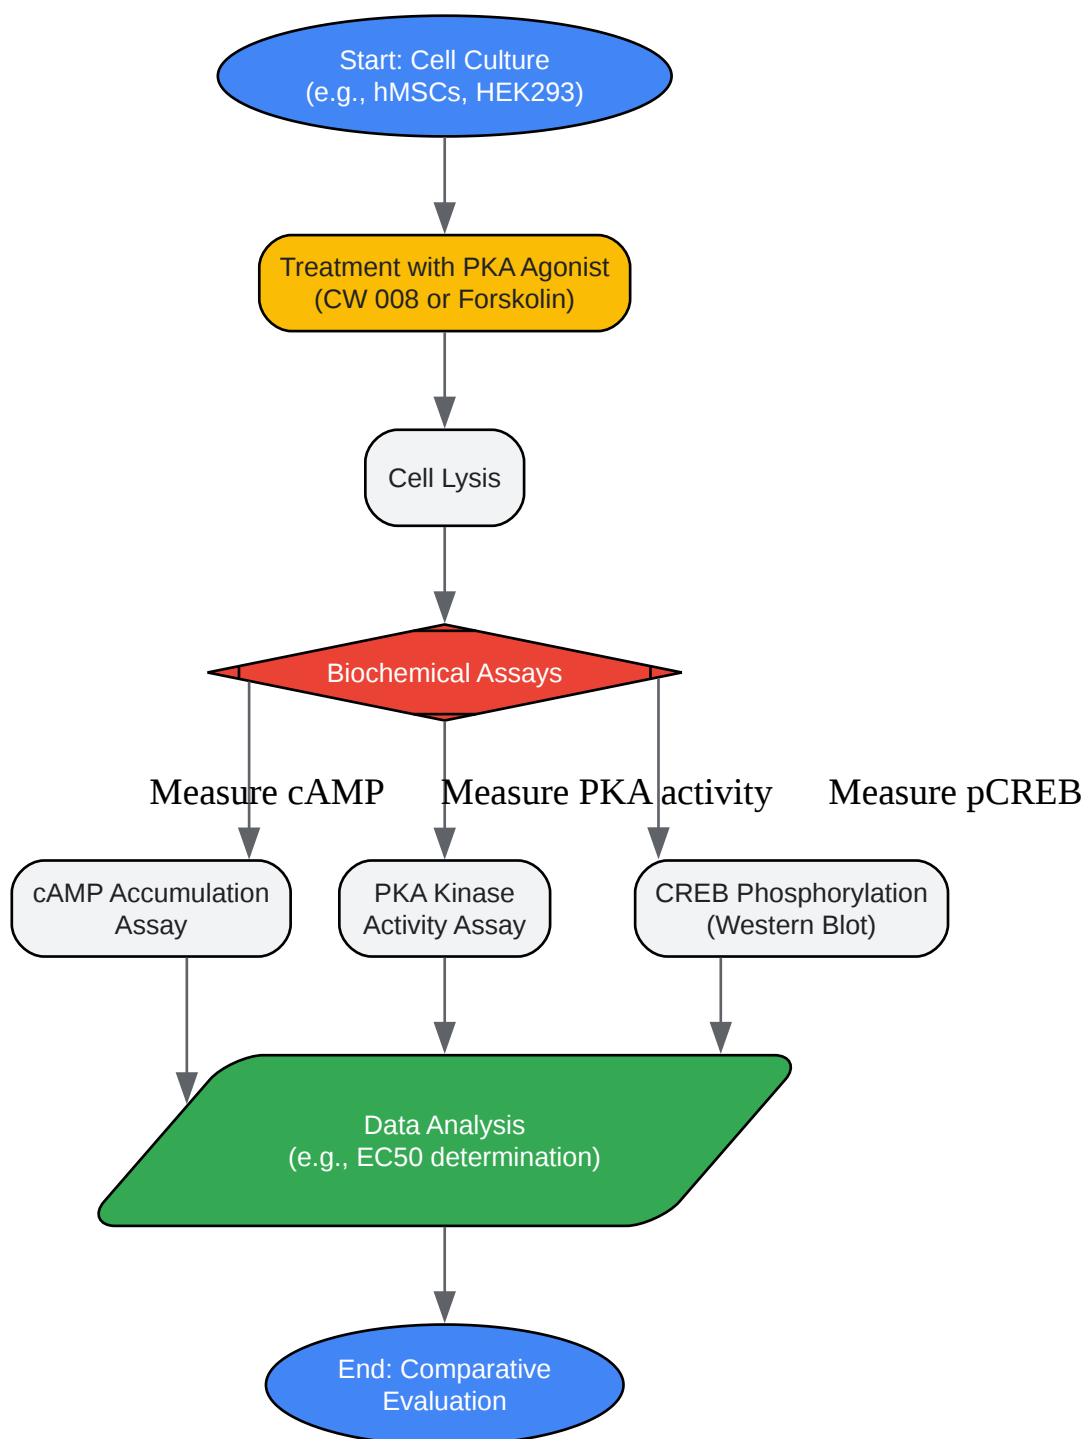 Start: Cell Culture
(e.g., hMSCs, HEK293)
Treatment with PKA Agonist
(CW 008 or Forskolin)
Cell Lysis
Biochemical Assays
Measure cAMP
Measure PKA activity
Measure pCREB
cAMP Accumulation
Assay
PKA Kinase
Activity Assay
CREB Phosphorylation
(Western Blot)
Data Analysis
(e.g., EC50 determination)
End: Comparative
Evaluation